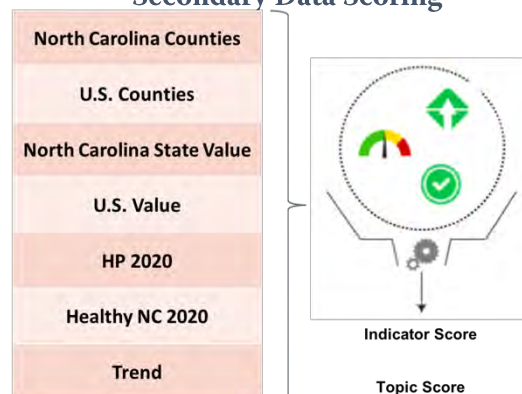 Secondary Data Scoring
North Carolina Counties
U.S. Counties
North Carolina State Value
U.S. Value
HP 2020
Healthy NC 2020
Trend
Indicator Score
Topic Score